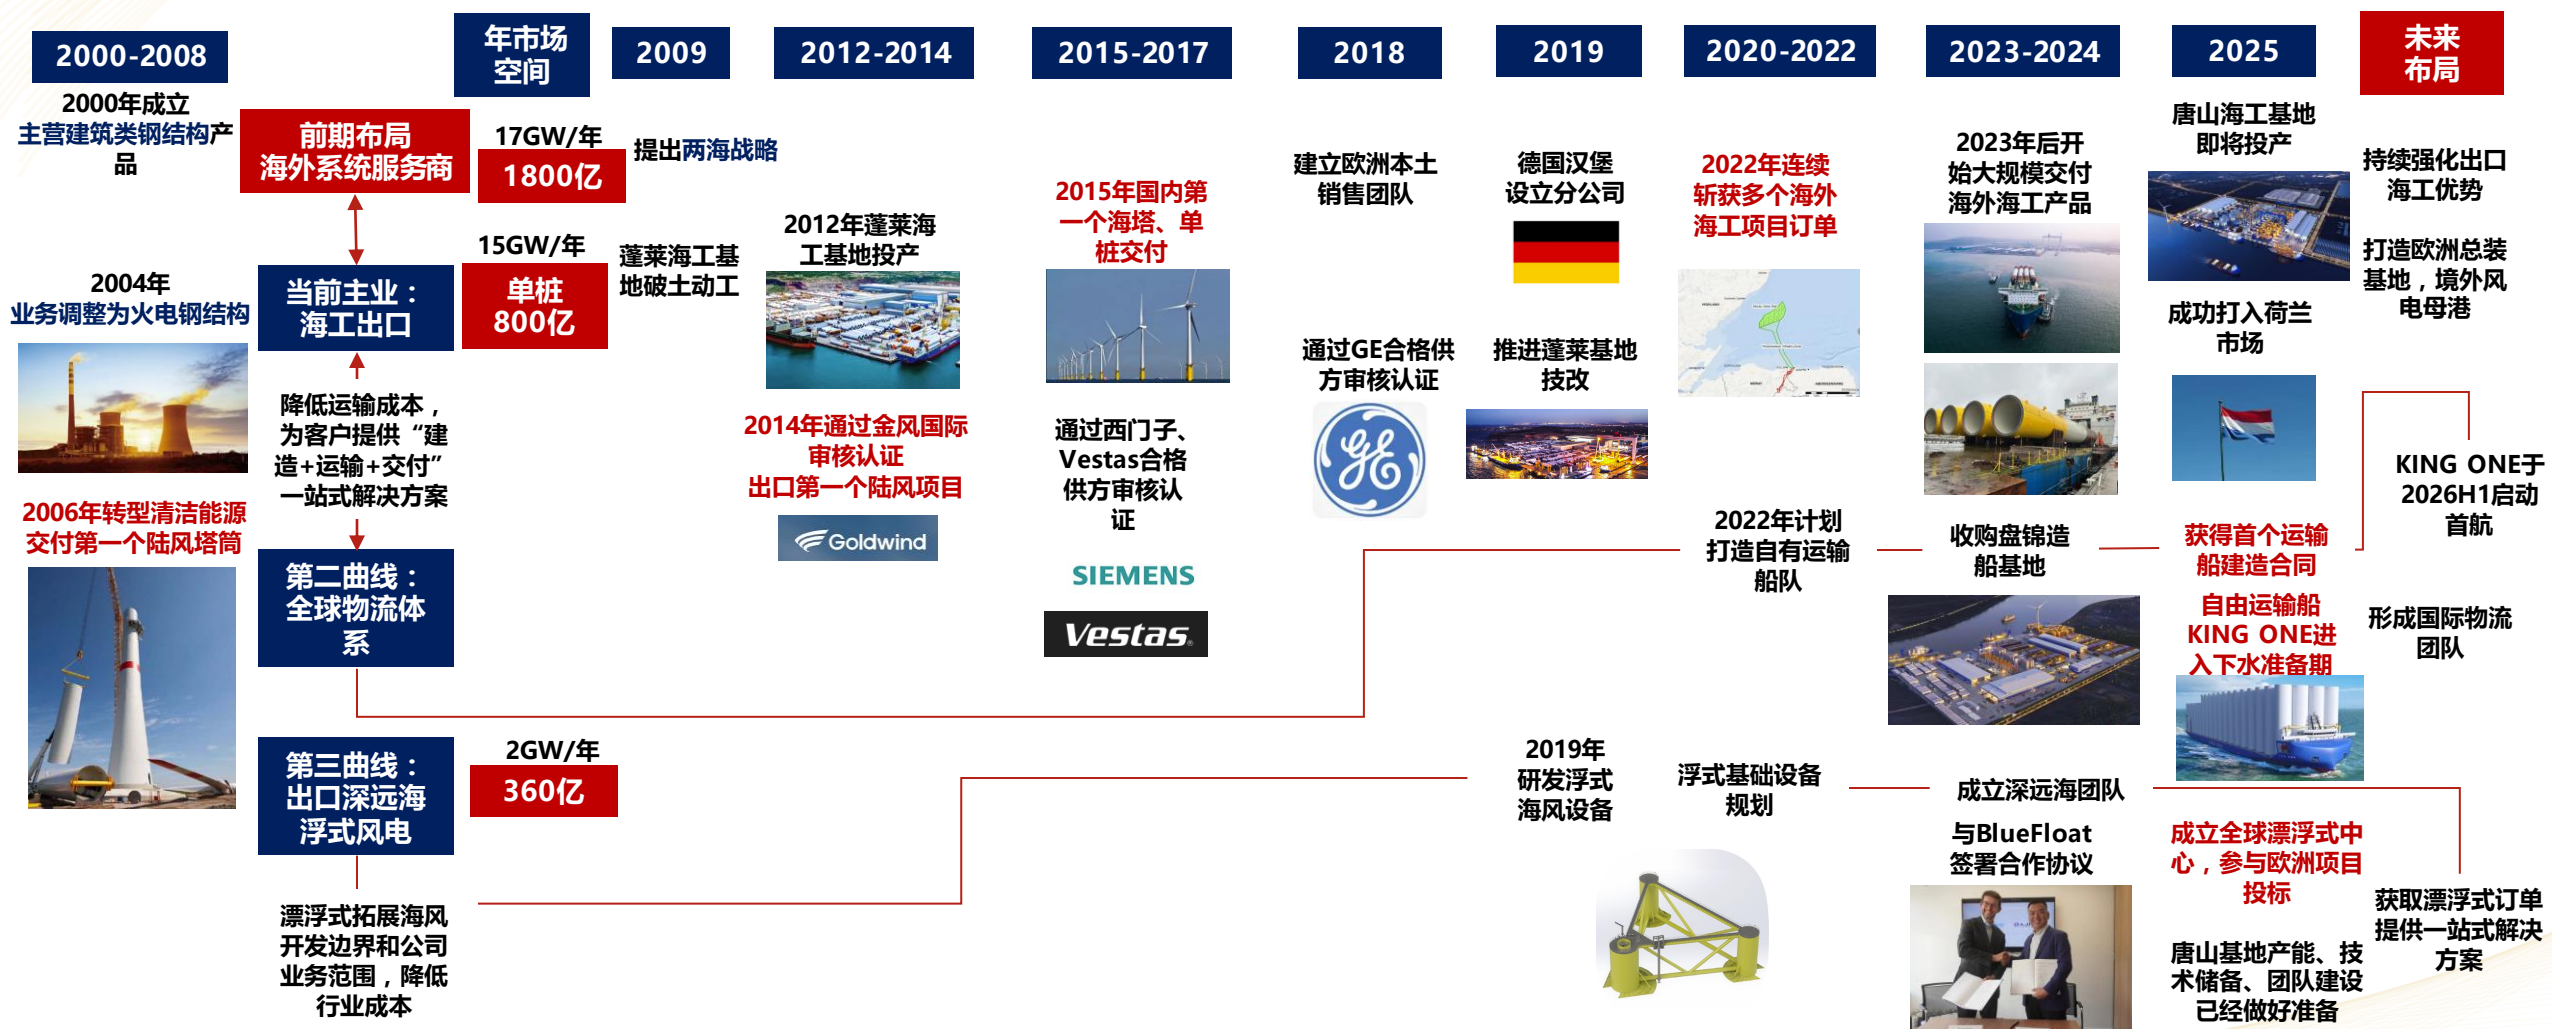 2000-2008
年市场
空间
2009
2012-2014
2015-2017
2018
2019
2020-2022
2023-2024
2025
未来
布局
2000年成立
主营建筑类钢结构产
品
2004年
业务调整为火电钢结构
2006年转型清洁能源
交付第一个陆风塔筒
前期布局
海外系统服务商
当前主业：
海工出口
降低运输成本，
为客户提供“建
造+运输+交付”
一站式解决方案
第二曲线：
全球物流体
系
第三曲线：
出口深远海
浮式风电
漂浮式拓展海风
开发边界和公司
业务范围，降低
行业成本
17GW/年
1800亿
15GW/年
单桩
800亿
2GW/年
360亿
提出两海战略
蓬莱海工基
地破土动工
2012年蓬莱海
工基地投产
2014年通过金风国际
审核认证
出口第一个陆风项目
Goldwind
2015年国内第
一个海塔、单
桩交付
通过西门子、
Vestas合格
供方审核认
证
SIEMENS
Vestas
建立欧洲本土
销售团队
通过GE合格供
方审核认证
GE
德国汉堡
设立分公司
推进蓬莱基地
技改
2019年
研发浮式
海风设备
2022年连续
斩获多个海外
海工项目订单
2022年计划
打造自有运输
船队
浮式基础设备
规划
2023年后开
始大规模交付
海外海工产品
收购盘锦造
船基地
成立深远海团队
与BlueFloat
签署合作协议
唐山海工基地
即将投产
成功打入荷兰
市场
获得首个运输
船建造合同
自由运输船
KING ONE进
入下水准备期
成立全球漂浮式中
心，参与欧洲项目
投标
唐山基地产能、技
术储备、团队建设
已经做好准备
持续强化出口
海工优势
打造欧洲总装
基地，境外风
电母港
KING ONE于
2026H1启动
首航
形成国际物流
团队
获取漂浮式订单
提供一站式解决
方案